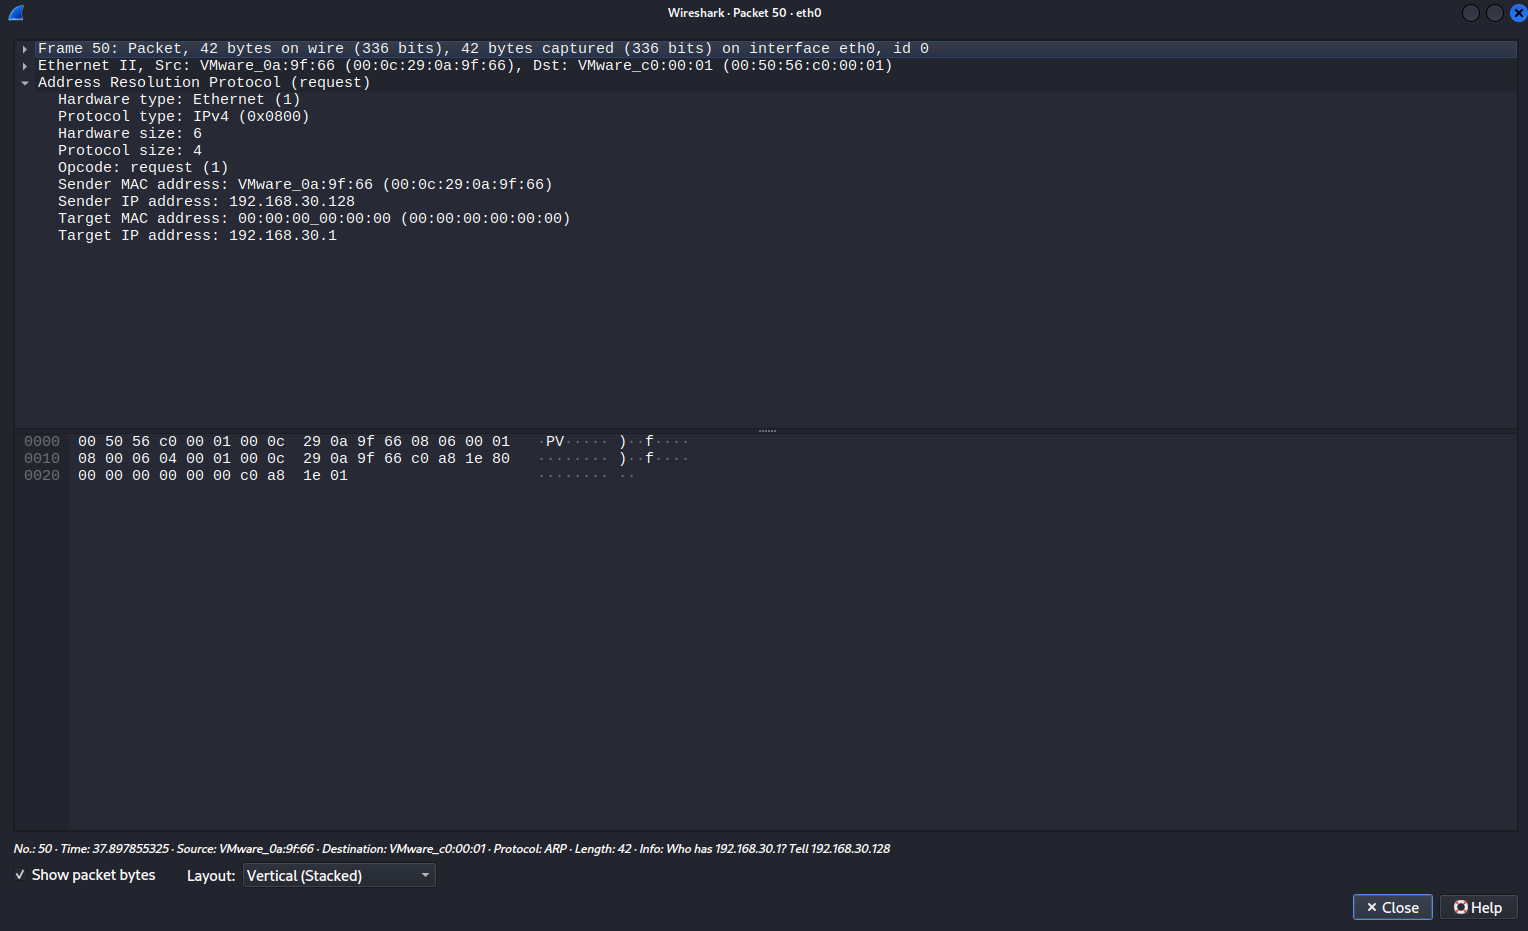 Wireshark · Packet 50 · eth0
Frame 50: Packet, 42 bytes on wire (336 bits), 42 bytes captured (336 bits) on interface eth0, id 0
Ethernet II, Src: VMware_0a:9f:66 (00:0c:29:0a:9f:66), Dst: VMware_c0:00:01 (00:50:56:c0:00:01)
Address Resolution Protocol (request)
Hardware type: Ethernet (1)
Protocol type: IPv4 (0x0800)
Hardware size: 6
Protocol size: 4
Opcode: request (1)
Sender MAC address: VMware_0a:9f:66 (00:0c:29:0a:9f:66)
Sender IP address: 192.168.30.128
Target MAC address: 00:00:00_00:00:00 (00:00:00:00:00:00)
Target IP address: 192.168.30.1
0000 00 50 56 c0 00 01 00 0c 29 0a 9f 66 08 06 00 01 ·PV····· )··f····
0010 08 00 06 04 00 01 00 0c 29 0a 9f 66 c0 a8 1e 80 ········ )··f····
0020 00 00 00 00 00 00 c0 a8 1e 01 ········ ··
No.: 50 · Time: 37.897855325 · Source: VMware_0a:9f:66 · Destination: VMware_c0:00:01 · Protocol: ARP · Length: 42 · Info: Who has 192.168.30.1? Tell 192.168.30.128
Show packet bytes Layout: Vertical (Stacked)
Close Help